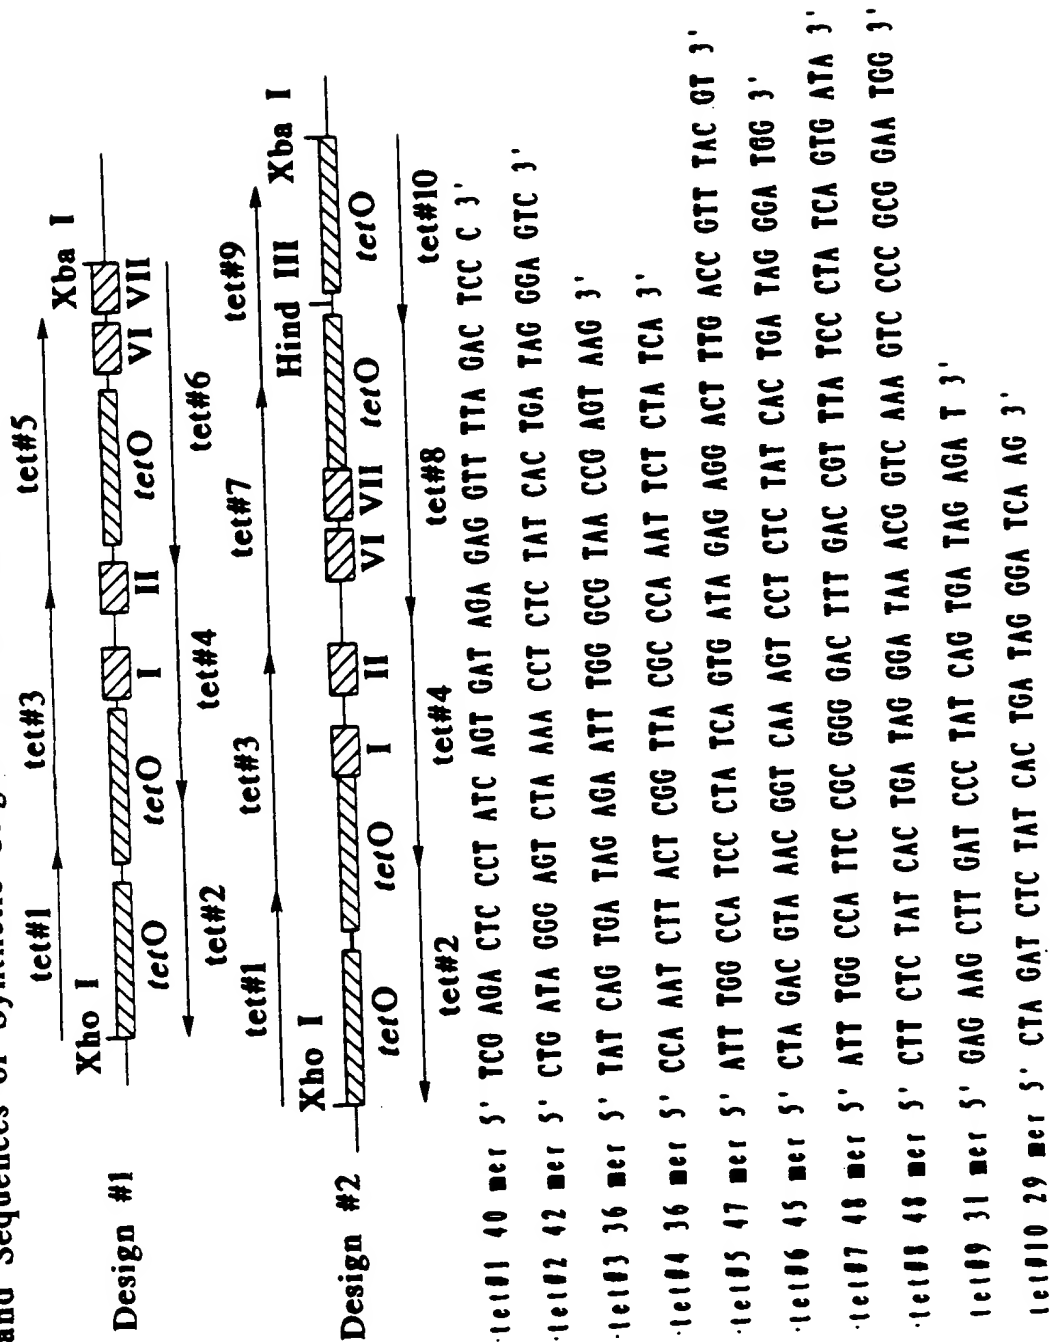 and Sequences of Synthetic
tet#1 tet#3 tet#5
Xho I Xba I
Design #1
tetO tetO I II tetO VI VII
tet#2 tet#4 tet#6
tet#1 tet#3 tet#7 tet#9
Xho I Hind III Xba I
Design #2
tetO tetO I II VI VII tetO tetO
tet#2 tet#4 tet#8 tet#10
tet#1 40 mer 5' TCG AGA CTC CCT ATC AGT GAT AGA GAG GTT TTA GAC TCC C 3'
tet#2 42 mer 5' CTG ATA GGG AGT CTA AAA CCT CTC TAT CAC TGA TAG GGA GTC 3'
tet#3 36 mer 5' TAT CAG TGA TAG AGA ATT TGG GCG TAA CCG AGT AAG 3'
tet#4 36 mer 5' CCA AAT CTT ACT CGG TTA CGC CCA AAT TCT CTA TCA 3'
tet#5 47 mer 5' ATT TGG CCA TCC CTA TCA GTG ATA GAG AGG ACT TTG ACC GTT TAC GT 3'
tet#6 45 mer 5' CTA GAC GTA AAC GGT CAA AGT CCT CTC TAT CAC TGA TAG GGA TGG 3'
tet#7 48 mer 5' ATT TGG CCA TTC CGC GGG GAC TTT GAC CGT TTA TCC CTA TCA GTG ATA 3'
tet#8 48 mer 5' CTT CTC TAT CAC TGA TAG GGA TAA ACG GTC AAA GTC CCC GCG GAA TGG 3'
tet#9 31 mer 5' GAG AAG CTT GAT CCC TAT CAG TGA TAG AGA T 3'
tet#10 29 mer 5' CTA GAT CTC TAT CAC TGA TAG GGA TCA AG 3'